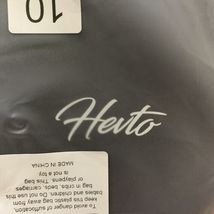 10
Hevto
To avoid danger of suffocation,
keep this plastic bag away from
babies and children. Do not use this
bag in cribs, beds, carriages
or playpens. This bag
is not a toy
MADE IN CHINA